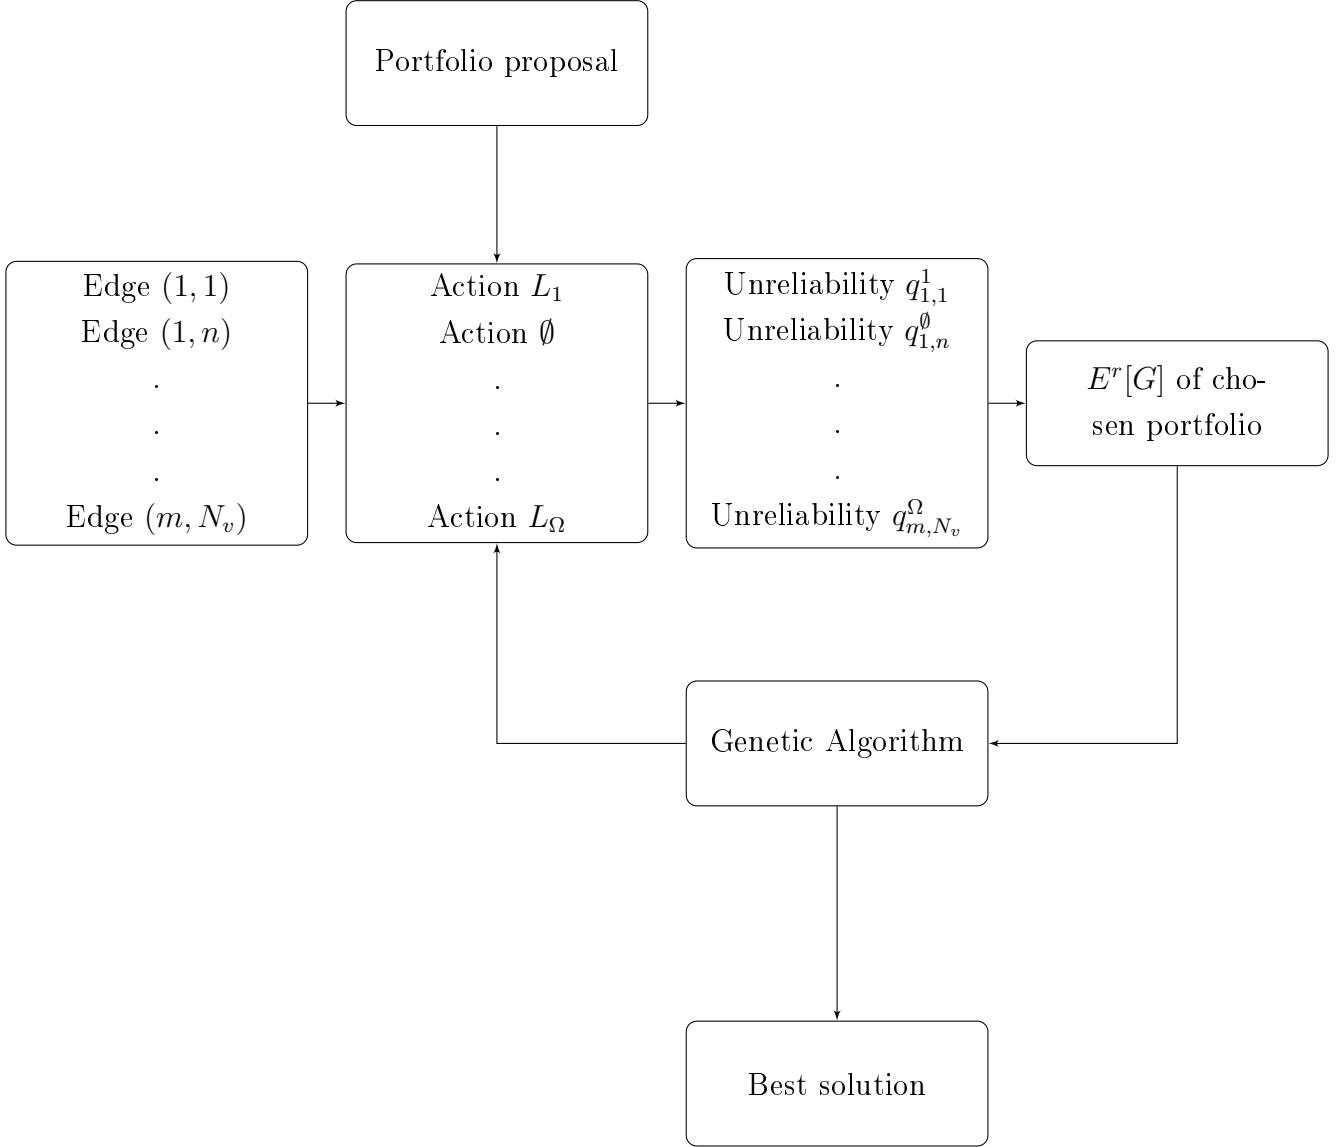 Portfolio proposal
Edge (1, 1)
Edge (1, n)
.
.
.
Edge (m, N_v)
Action L_1
Action ∅
.
.
.
Action L_Ω
Unreliability q^1_{1,1}
Unreliability q^∅_{1,n}
.
.
.
Unreliability q^Ω_{m,N_v}
E^r[G] of cho-
sen portfolio
Genetic Algorithm
Best solution